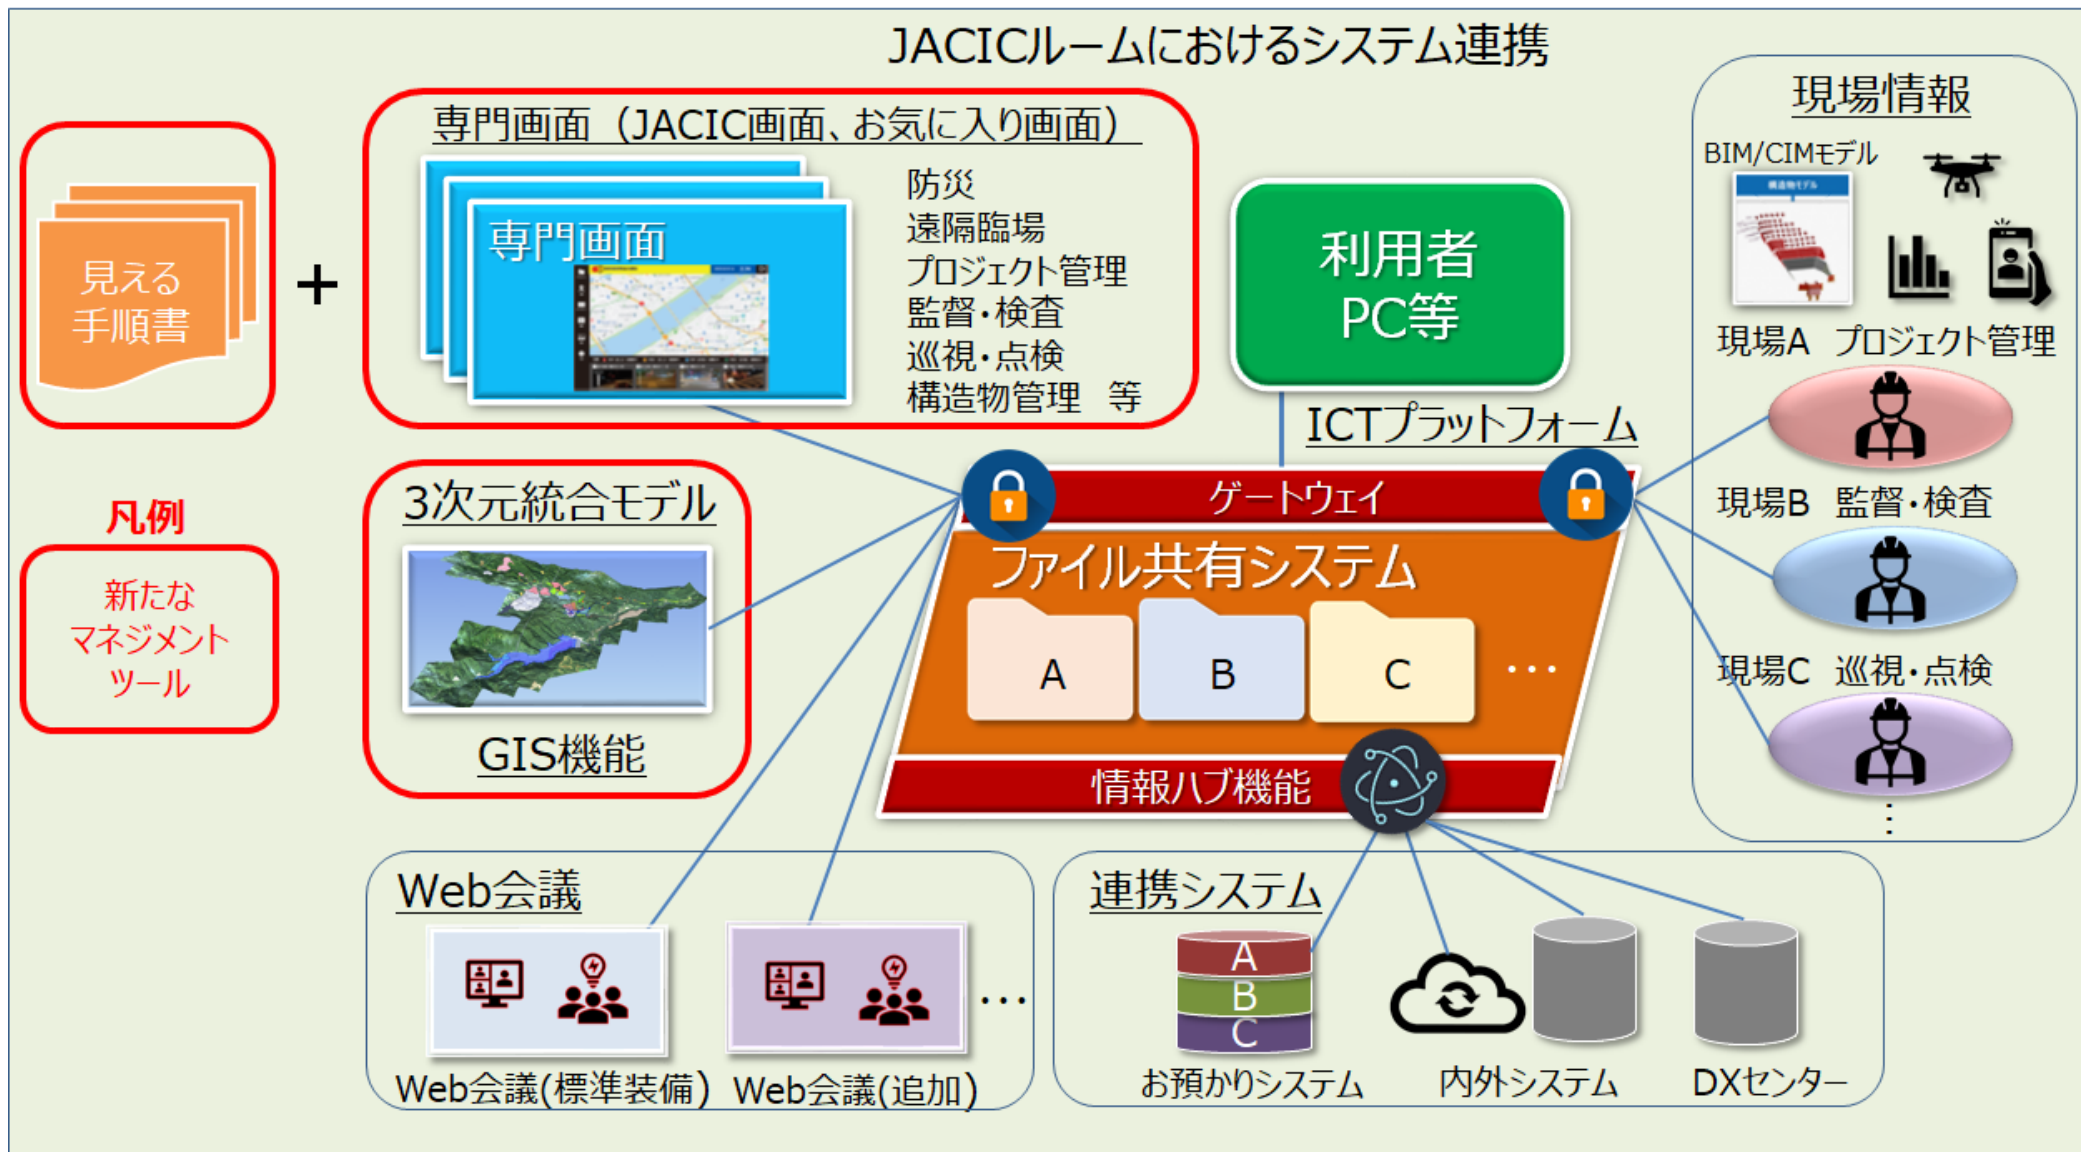 JACICルームにおけるシステム連携
見える
手順書
+
専門画面（JACIC画面、お気に入り画面）
専門画面
防災
遠隔臨場
プロジェクト管理
監督・検査
巡視・点検
構造物管理　等
利用者
PC等
現場情報
BIM/CIMモデル
構造物モデル
現場A　プロジェクト管理
現場B　監督・検査
現場C　巡視・点検
⋮
凡例
新たな
マネジメント
ツール
3次元統合モデル
GIS機能
ICTプラットフォーム
ゲートウェイ
ファイル共有システム
A
B
C
…
情報ハブ機能
Web会議
…
Web会議(標準装備)
Web会議(追加)
連携システム
A
B
C
お預かりシステム
内外システム
DXセンター